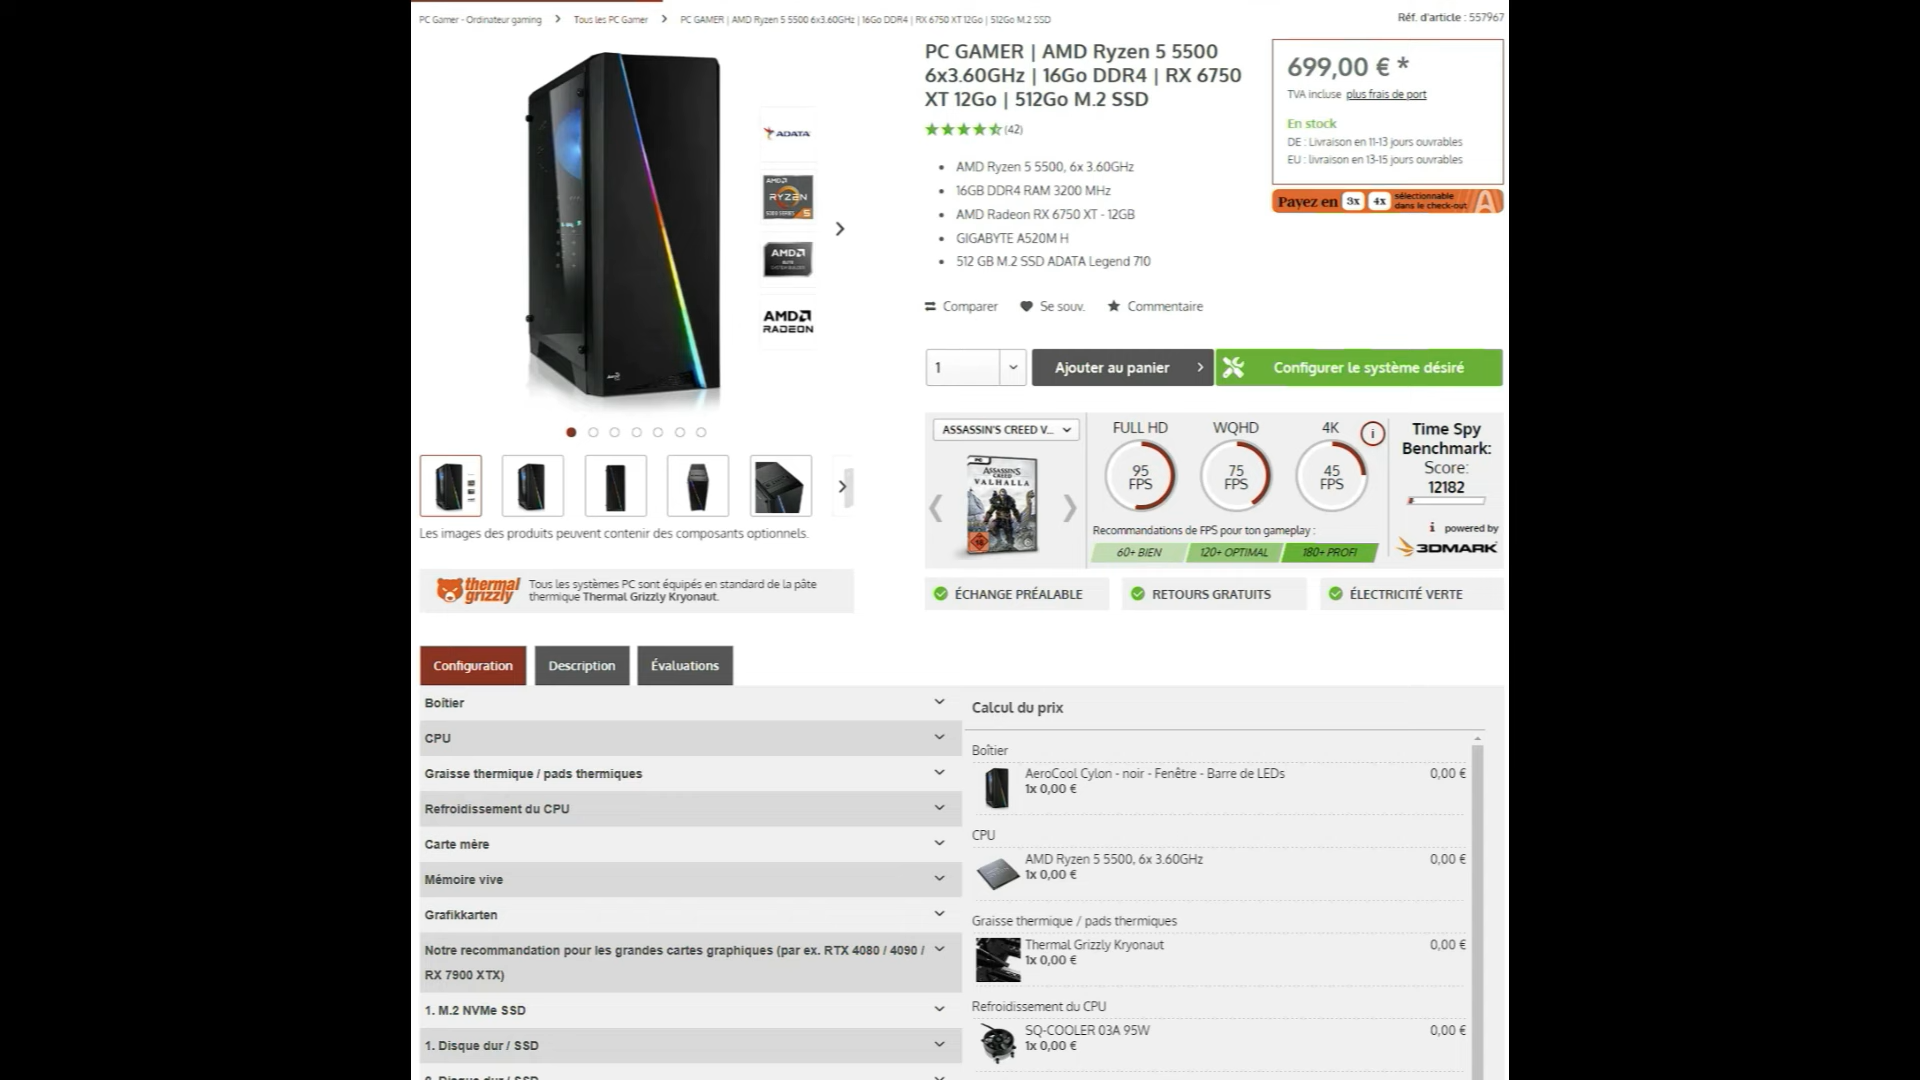 PC Gamer - Ordinateur gaming > Tous les PC Gamer > PC GAMER | AMD Ryzen 5 5500 6x3.60GHz | 16Go DDR4 | RX 6750 XT 12Go | 512Go M.2 SSD
Réf. d'article : 557967
PC GAMER | AMD Ryzen 5 5500
6x3.60GHz | 16Go DDR4 | RX 6750
XT 12Go | 512Go M.2 SSD
(42)
699,00 € *
TVA incluse plus frais de port
En stock
DE : Livraison en 11-13 jours ouvrables
EU : livraison en 13-15 jours ouvrables
Payez en 3x 4x sélectionnable
dans le check-out
ADATA
AMD
RYZEN
5
AMD
AMD
RADEON
• AMD Ryzen 5 5500, 6x 3.60GHz
• 16GB DDR4 RAM 3200 MHz
• AMD Radeon RX 6750 XT - 12GB
• GIGABYTE A520M H
• 512 GB M.2 SSD ADATA Legend 710
Comparer Se souv. Commentaire
1
Ajouter au panier
Configurer le système désiré
ASSASSIN'S CREED V...
ASSASSIN'S
CREED
VALHALLA
FULL HD
95
FPS
WQHD
75
FPS
4K
45
FPS
i
Recommandations de FPS pour ton gameplay :
60+ BIEN 120+ OPTIMAL 180+ PROFI
Time Spy
Benchmark:
Score:
12182
i powered by
3DMARK
Les images des produits peuvent contenir des composants optionnels.
thermal
grizzly
Tous les systèmes PC sont équipés en standard de la pâte
thermique Thermal Grizzly Kryonaut.
ÉCHANGE PRÉALABLE
RETOURS GRATUITS
ÉLECTRICITÉ VERTE
Configuration
Description
Évaluations
Boîtier
CPU
Graisse thermique / pads thermiques
Refroidissement du CPU
Carte mère
Mémoire vive
Grafikkarten
Notre recommandation pour les grandes cartes graphiques (par ex. RTX 4080 / 4090 /
RX 7900 XTX)
1. M.2 NVMe SSD
1. Disque dur / SSD
2. Disque dur / SSD
Calcul du prix
Boîtier
AeroCool Cylon - noir - Fenêtre - Barre de LEDs 0,00 €
1x 0,00 €
CPU
AMD Ryzen 5 5500, 6x 3.60GHz 0,00 €
1x 0,00 €
Graisse thermique / pads thermiques
Thermal Grizzly Kryonaut 0,00 €
1x 0,00 €
Refroidissement du CPU
SQ-COOLER 03A 95W 0,00 €
1x 0,00 €